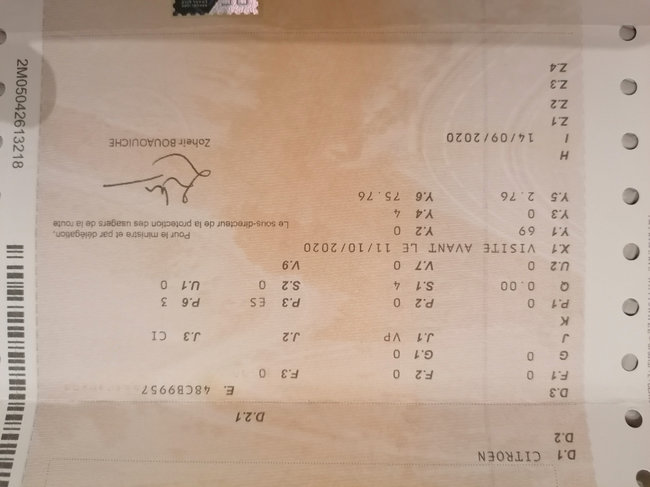 D.1 CITROEN
D.2
D.2.1
D.3 E. 48CB9957
F.1 0 F.2 0 F.3 0
G 0 G.1 0
J J.1 VP J.2 J.3 CI
K
P.1 0 P.2 0 P.3 ES P.6 3
Q 0.00 S.1 4 S.2 0 U.1 0
U.2 0 V.7 0 V.9
X.1 VISITE AVANT LE 11/10/2020
Y.1 69 Y.2 0
Y.3 0 Y.4 4
Y.5 2.76 Y.6 75.76
Pour le ministre et par délégation,
Le sous-directeur de la protection des usagers de la route
H
I 14/09/2020
Zoheir BOUAOUICHE
Z.1
Z.2
Z.3
Z.4
2M05042613218